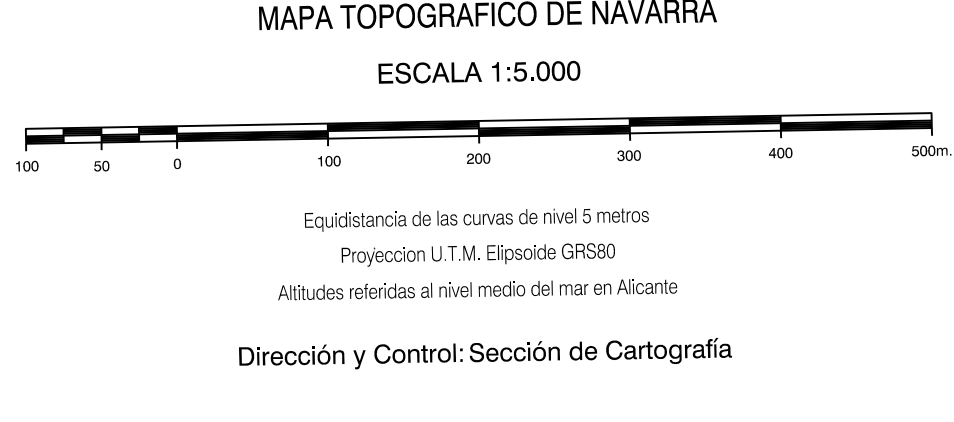 MAPA TOPOGRAFICO DE NAVARRA
ESCALA 1:5.000
100 50 0 100 200 300 400 500m.
Equidistancia de las curvas de nivel 5 metros
Proyeccion U.T.M. Elipsoide GRS80
Altitudes referidas al nivel medio del mar en Alicante
Dirección y Control: Sección de Cartografía